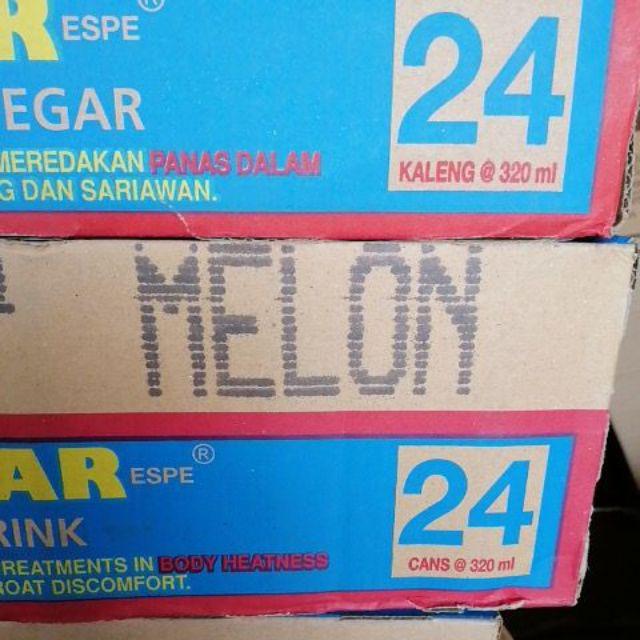 AR ESPE ®
EGAR
MEREDAKAN PANAS DALAM
G DAN SARIAWAN.
24
KALENG @ 320 ml
MELON
AR ESPE ®
RINK
REATMENTS IN BODY HEATNESS
ROAT DISCOMFORT.
24
CANS @ 320 ml